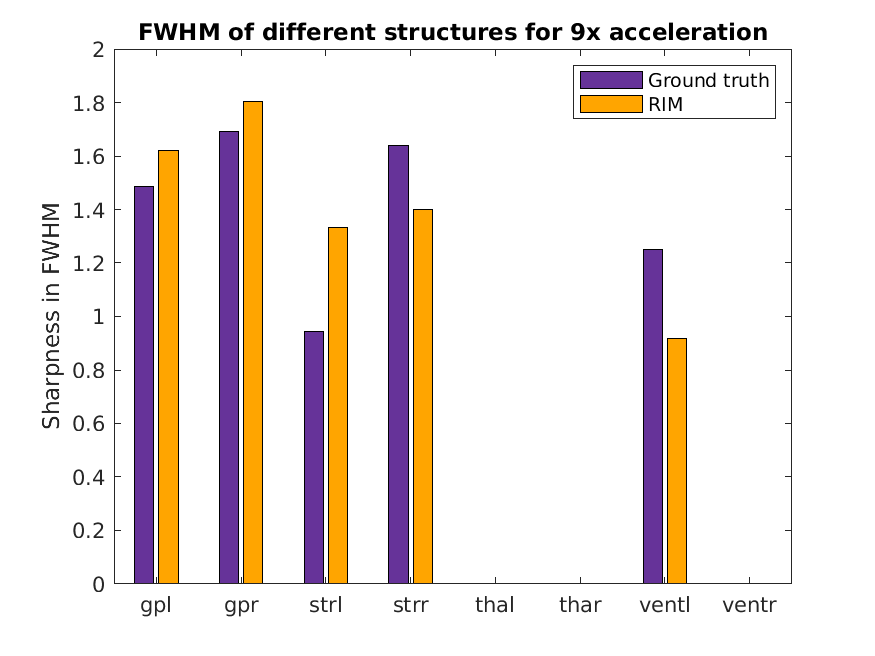 FWHM of different structures for 9x acceleration
Ground truth
RIM
Sharpness in FWHM
2
1.8
1.6
1.4
1.2
1
0.8
0.6
0.4
0.2
0
gpl gpr strl strr thal thar ventl ventr